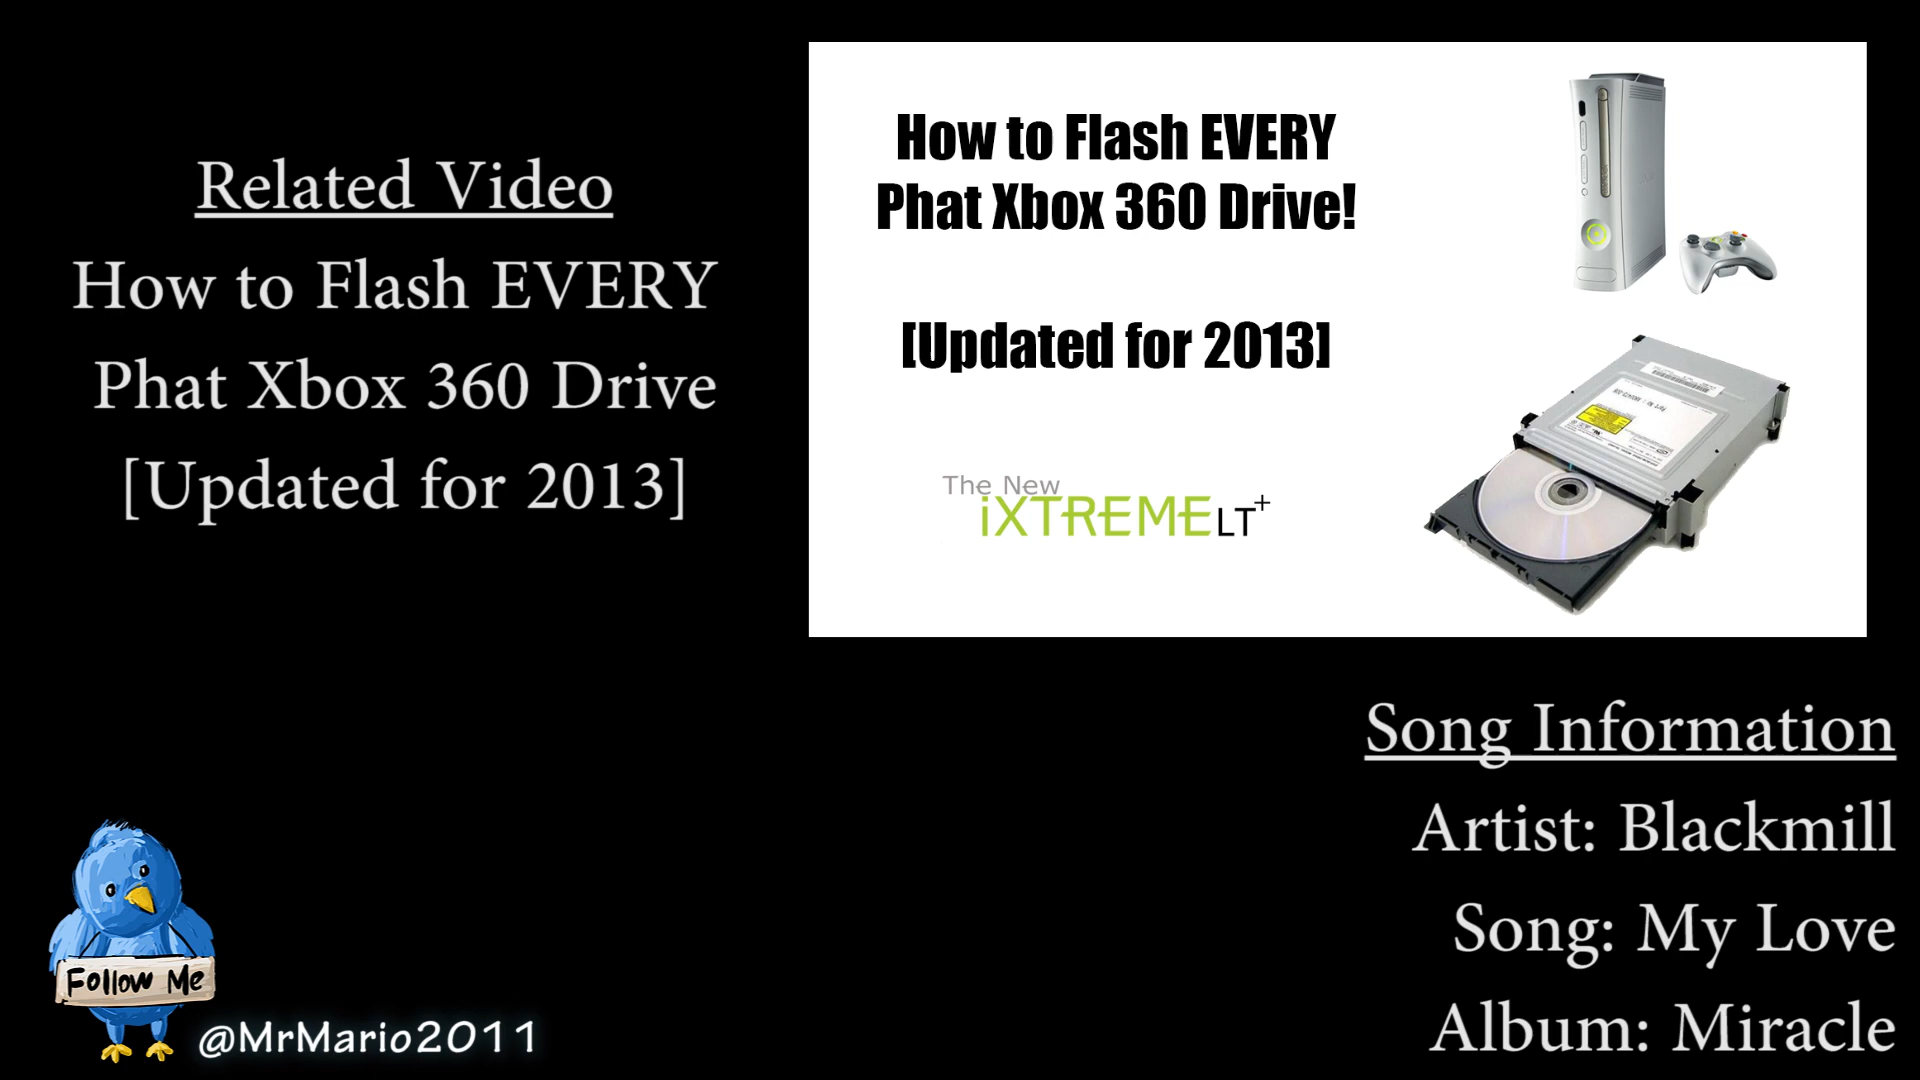 Related Video
How to Flash EVERY
Phat Xbox 360 Drive
[Updated for 2013]
How to Flash EVERY
Phat Xbox 360 Drive!
[Updated for 2013]
The New
iXTREME LT+
Song Information
Artist: Blackmill
Song: My Love
Album: Miracle
Follow Me
@MrMario2011